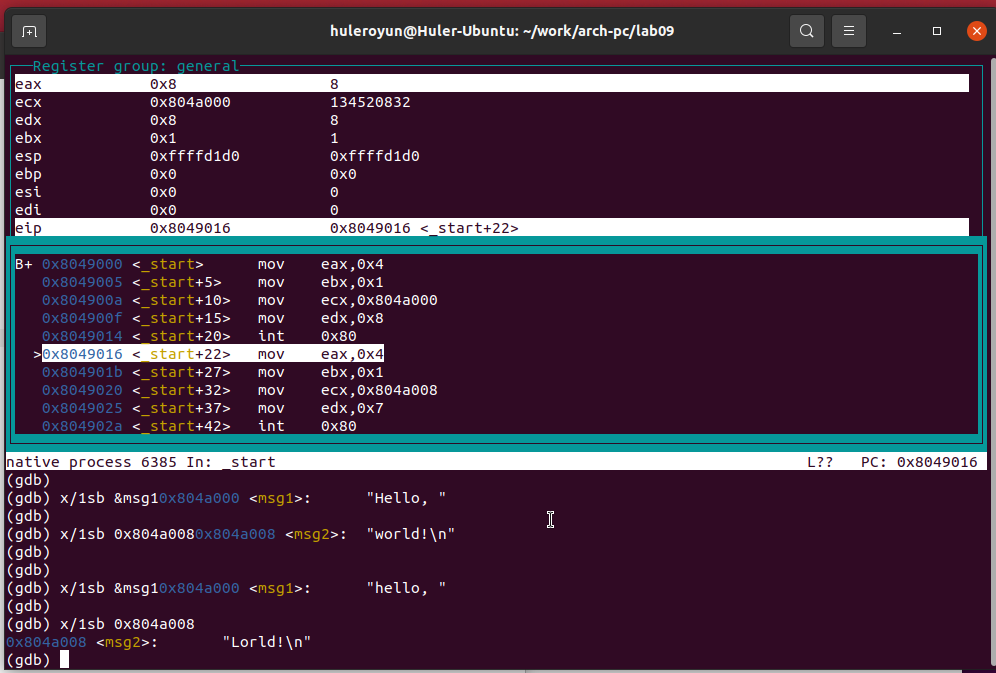 huleroyun@Huler-Ubuntu: ~/work/arch-pc/lab09
Register group: general
eax 0x8 8
ecx 0x804a000 134520832
edx 0x8 8
ebx 0x1 1
esp 0xffffd1d0 0xffffd1d0
ebp 0x0 0x0
esi 0x0 0
edi 0x0 0
eip 0x8049016 0x8049016 <_start+22>
B+ 0x8049000 <_start> mov eax,0x4
0x8049005 <_start+5> mov ebx,0x1
0x804900a <_start+10> mov ecx,0x804a000
0x804900f <_start+15> mov edx,0x8
0x8049014 <_start+20> int 0x80
>0x8049016 <_start+22> mov eax,0x4
0x804901b <_start+27> mov ebx,0x1
0x8049020 <_start+32> mov ecx,0x804a008
0x8049025 <_start+37> mov edx,0x7
0x804902a <_start+42> int 0x80
native process 6385 In: _start L?? PC: 0x8049016
(gdb)
(gdb) x/1sb &msg10x804a000 <msg1>: "Hello, "
(gdb)
(gdb) x/1sb 0x804a0080x804a008 <msg2>: "world!\n"
(gdb)
(gdb)
(gdb) x/1sb &msg10x804a000 <msg1>: "hello, "
(gdb)
(gdb) x/1sb 0x804a008
0x804a008 <msg2>: "Lorld!\n"
(gdb)